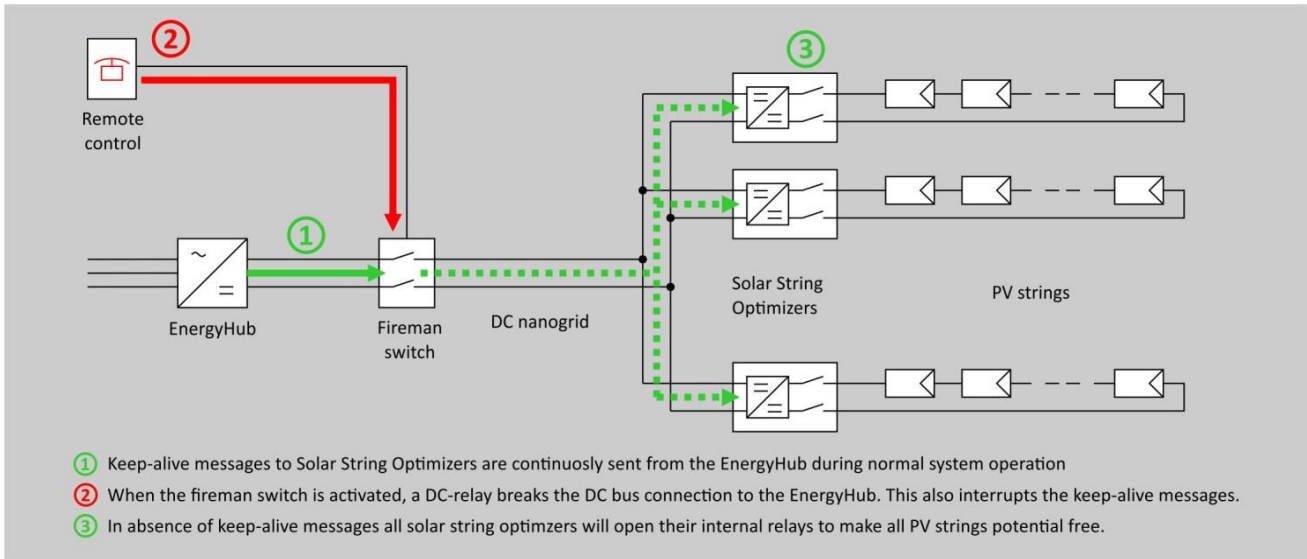 2
3
Remote
control
1
EnergyHub
Fireman
switch
DC nanogrid
Solar String
Optimizers
PV strings
1 Keep-alive messages to Solar String Optimizers are continuosly sent from the EnergyHub during normal system operation
2 When the fireman switch is activated, a DC-relay breaks the DC bus connection to the EnergyHub. This also interrupts the keep-alive messages.
3 In absence of keep-alive messages all solar string optimzers will open their internal relays to make all PV strings potential free.